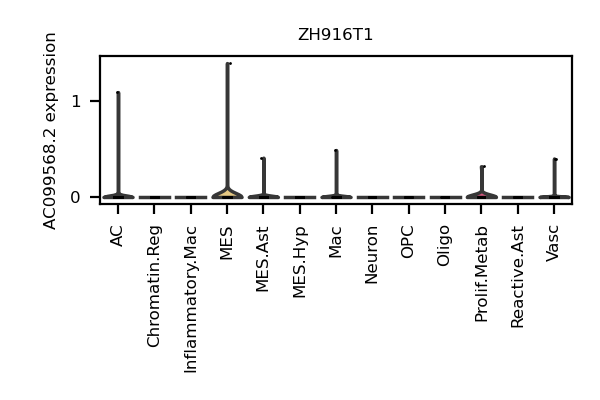 ZH916T1
AC099568.2 expression
1
0
AC
Chromatin.Reg
Inflammatory.Mac
MES
MES.Ast
MES.Hyp
Mac
Neuron
OPC
Oligo
Prolif.Metab
Reactive.Ast
Vasc